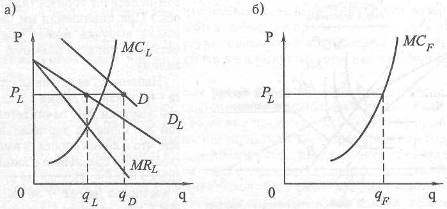 а)
P
MC_L
P_L
D
D_L
MR_L
0
q_L
q_D
q
б)
P
MC_F
P_L
0
q_F
q